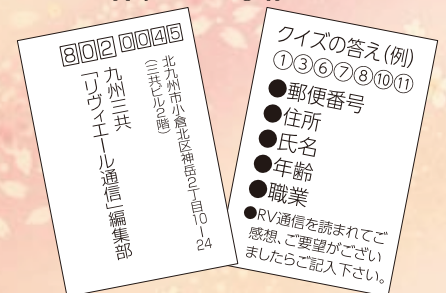 8020045
北九州市小倉北区神岳2丁目10-24
(三共ビル2階)
九州三共
「リヴィエール通信」編集部
クイズの答え(例)
①③⑥⑦⑧⑩⑪
●郵便番号
●住所
●氏名
●年齢
●職業
●RV通信を読まれてご
感想、ご要望がござい
ましたらご記入下さい。